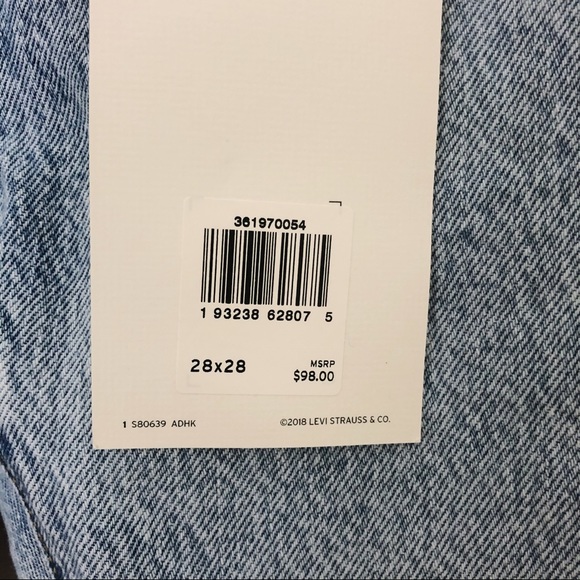 361970054
1 93238 62807 5
28x28
MSRP
$98.00
1 S80639 ADHK
©2018 LEVI STRAUSS & CO.